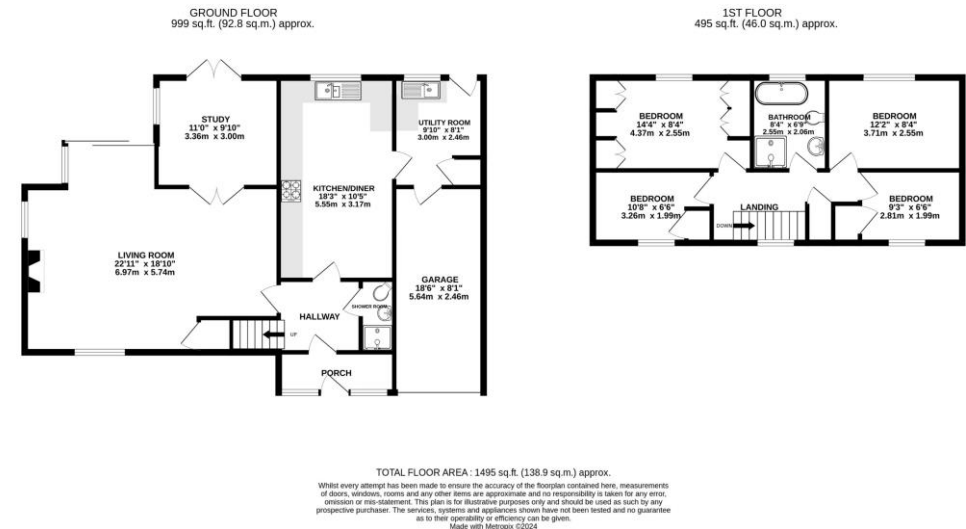 GROUND FLOOR
999 sq.ft. (92.8 sq.m.) approx.
1ST FLOOR
495 sq.ft. (46.0 sq.m.) approx.
STUDY
11'0" x 9'10"
3.36m x 3.00m
UTILITY ROOM
9'10" x 8'1"
3.00m x 2.46m
KITCHEN/DINER
18'3" x 10'5"
5.55m x 3.17m
LIVING ROOM
22'11" x 18'10"
6.97m x 5.74m
GARAGE
18'6" x 8'1"
5.64m x 2.46m
SHOWER ROOM
HALLWAY
UP
PORCH
BEDROOM
14'4" x 8'4"
4.37m x 2.55m
BATHROOM
8'4" x 6'9"
2.55m x 2.06m
BEDROOM
12'2" x 8'4"
3.71m x 2.55m
BEDROOM
10'8" x 6'6"
3.26m x 1.99m
LANDING
DOWN
BEDROOM
9'3" x 6'6"
2.81m x 1.99m
TOTAL FLOOR AREA : 1495 sq.ft. (138.9 sq.m.) approx.
Whilst every attempt has been made to ensure the accuracy of the floorplan contained here, measurements
of doors, windows, rooms and any other items are approximate and no responsibility is taken for any error,
omission or mis-statement. This plan is for illustrative purposes only and should be used as such by any
prospective purchaser. The services, systems and appliances shown have not been tested and no guarantee
as to their operability or efficiency can be given.
Made with Metropix ©2024